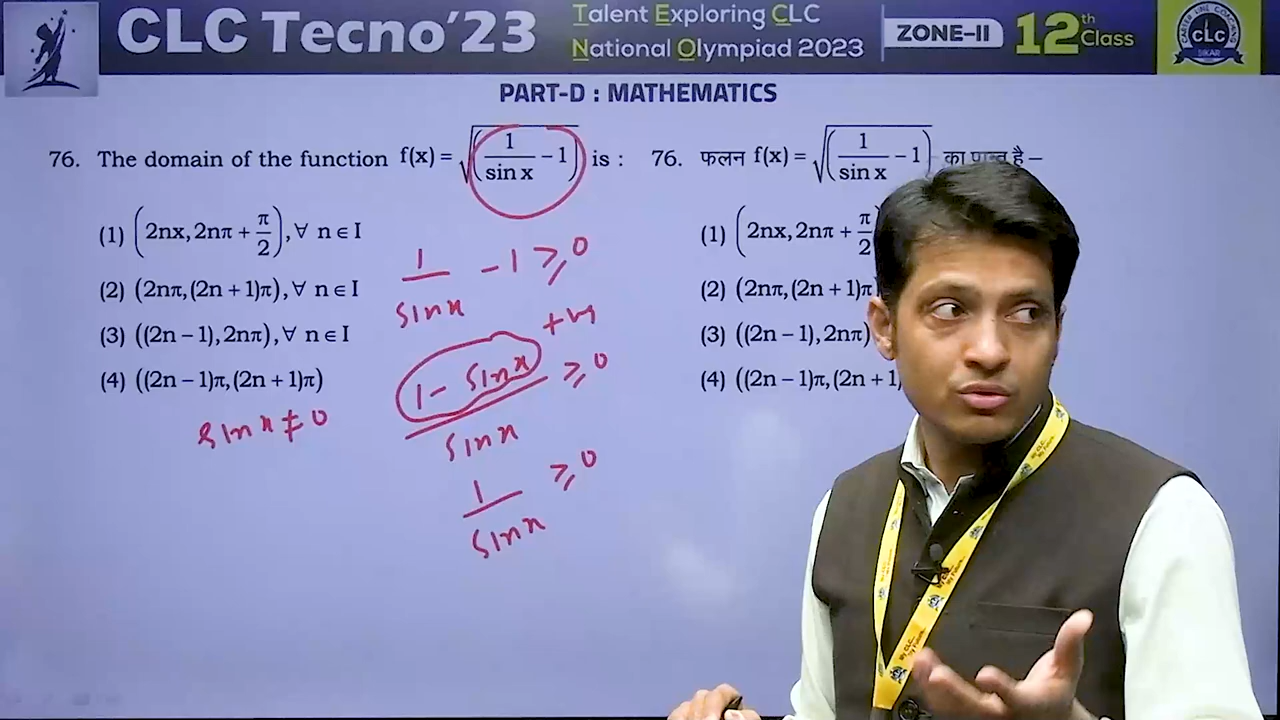 CLC Tecno'23
Talent Exploring CLC
National Olympiad 2023
ZONE-II
12th Class
CLC
SIKAR
PART-D : MATHEMATICS
76. The domain of the function f(x) = √(1/sin x − 1) is :
(1) (2nx, 2nπ + π/2), ∀ n ∈ I
(2) (2nπ, (2n + 1)π), ∀ n ∈ I
(3) ((2n − 1), 2nπ), ∀ n ∈ I
(4) ((2n − 1)π, (2n + 1)π)
sin x ≠ 0
1/sin x − 1 ≥ 0
+ve
1 − sin x/sin x ≥ 0
1/sin x ≥ 0
76. फलन f(x) = √(1/sin x − 1) का प्रान्त है –
(1) (2nx, 2nπ + π/2
(2) (2nπ, (2n + 1)π
(3) ((2n − 1), 2nπ)
(4) ((2n − 1)π, (2n + 1)